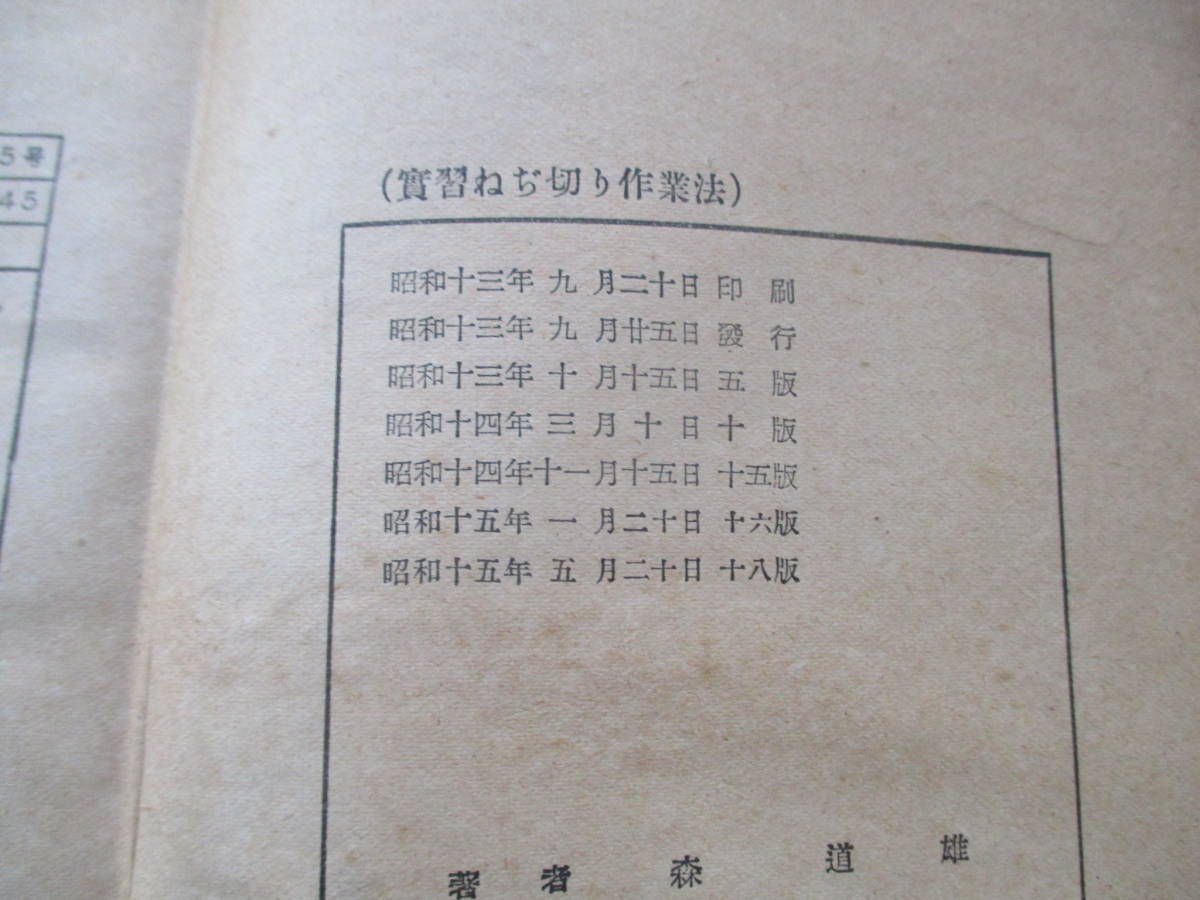 5号
45
(實習ねぢ切り作業法)
昭和十三年 九 月二十日 印 刷
昭和十三年 九 月廿五日 發 行
昭和十三年 十 月十五日 五 版
昭和十四年 三 月 十 日 十 版
昭和十四年十一月十五日 十五版
昭和十五年 一 月二十日 十六版
昭和十五年 五 月二十日 十八版
著 者 森 道 雄